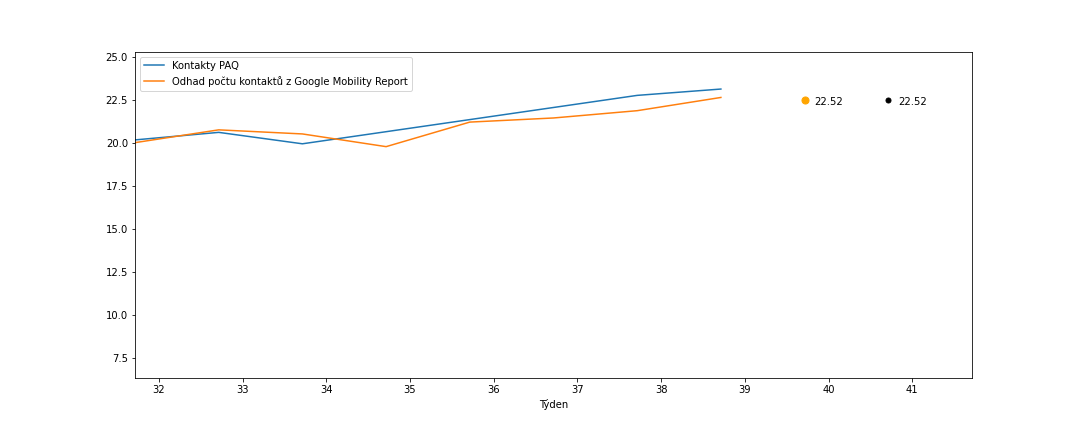 25.0
Kontakty PAQ
Odhad počtu kontaktů z Google Mobility Report
22.5
22.52
22.52
20.0
17.5
15.0
12.5
10.0
7.5
32 33 34 35 36 37 38 39 40 41
Týden